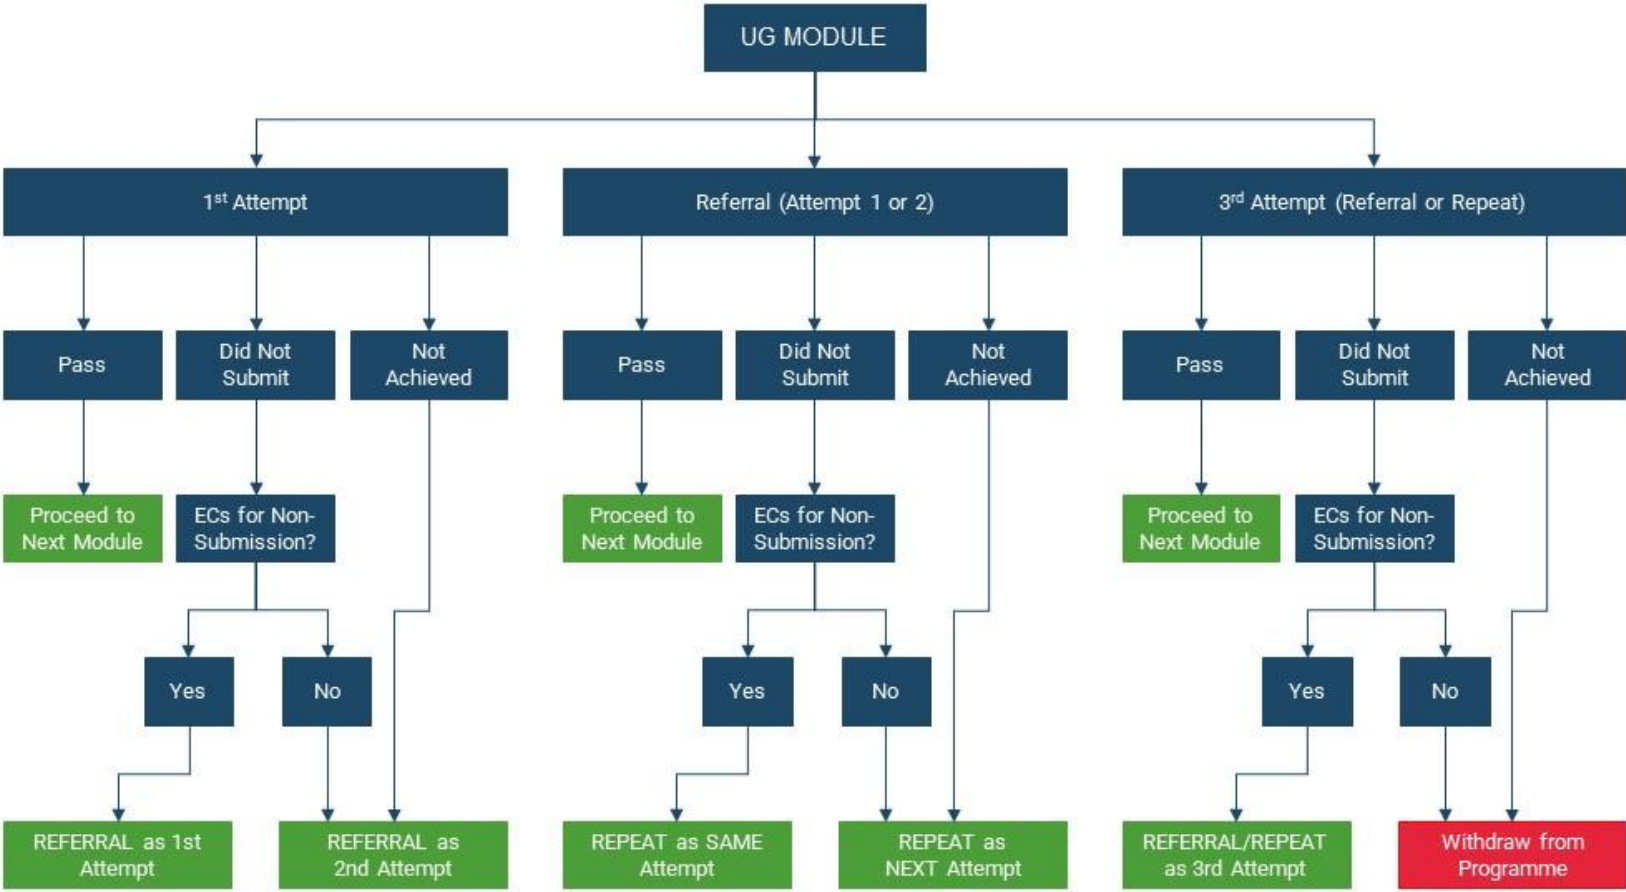 UG MODULE
1st Attempt
Referral (Attempt 1 or 2)
3rd Attempt (Referral or Repeat)
Pass
Did Not
Submit
Not
Achieved
Pass
Did Not
Submit
Not
Achieved
Pass
Did Not
Submit
Not
Achieved
Proceed to
Next Module
ECs for Non-
Submission?
Proceed to
Next Module
ECs for Non-
Submission?
Proceed to
Next Module
ECs for Non-
Submission?
Yes
No
Yes
No
Yes
No
REFERRAL as 1st
Attempt
REFERRAL as
2nd Attempt
REPEAT as SAME
Attempt
REPEAT as
NEXT Attempt
REFERRAL/REPEAT
as 3rd Attempt
Withdraw from
Programme